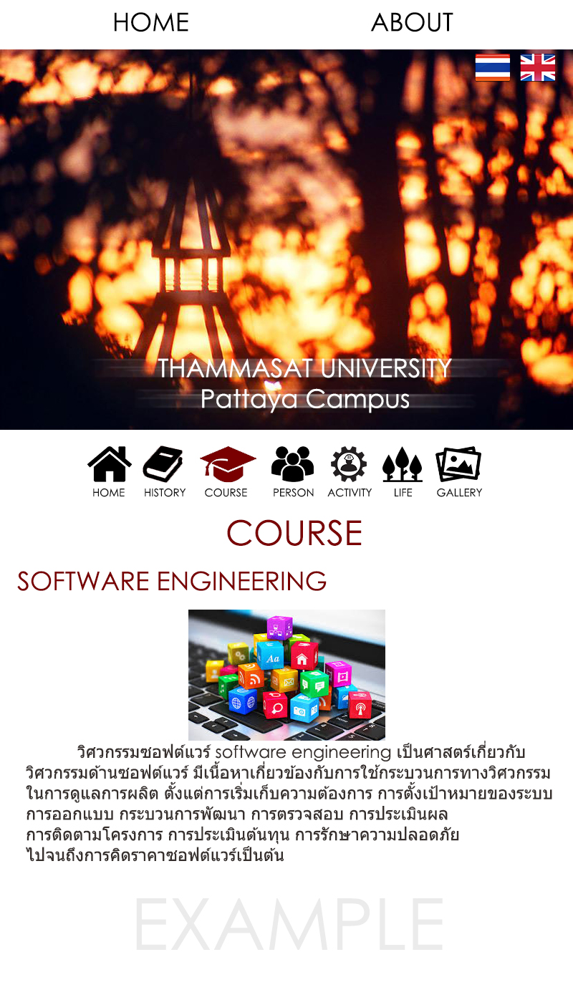 HOME ABOUT
THAMMASAT UNIVERSITY
Pattaya Campus
HOME HISTORY COURSE PERSON ACTIVITY LIFE GALLERY
COURSE
SOFTWARE ENGINEERING
Aa
วิศวกรรมซอฟต์แวร์ software engineering เป็นศาสตร์เกี่ยวกับ
วิศวกรรมด้านซอฟต์แวร์ มีเนื้อหาเกี่ยวข้องกับการใช้กระบวนการทางวิศวกรรม
ในการดูแลการผลิต ตั้งแต่การเริ่มเก็บความต้องการ การตั้งเป้าหมายของระบบ
การออกแบบ กระบวนการพัฒนา การตรวจสอบ การประเมินผล
การติดตามโครงการ การประเมินต้นทุน การรักษาความปลอดภัย
ไปจนถึงการคิดราคาซอฟต์แวร์เป็นต้น
EXAMPLE